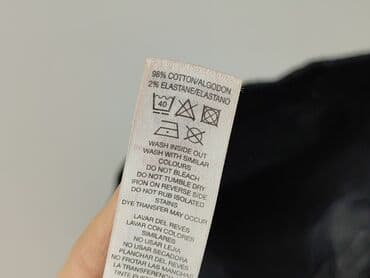 98% COTTON/ALGODON
2% ELASTANE/ELASTANO
40
WASH INSIDE OUT
WASH WITH SIMILAR
COLOURS
DO NOT BLEACH
DO NOT TUMBLE DRY
IRON ON REVERSE SIDE
DO NOT RUB ISOLATED
STAINS
DYE TRANSFER MAY OCCUR
LAVAR DEL REVES
LAVAR CON COLORES
SIMILARES
NO USAR LEJIA
NO USAR SECADORA
PLANCHAR DEL REVES
NO FROTAR LAS MANCHAS